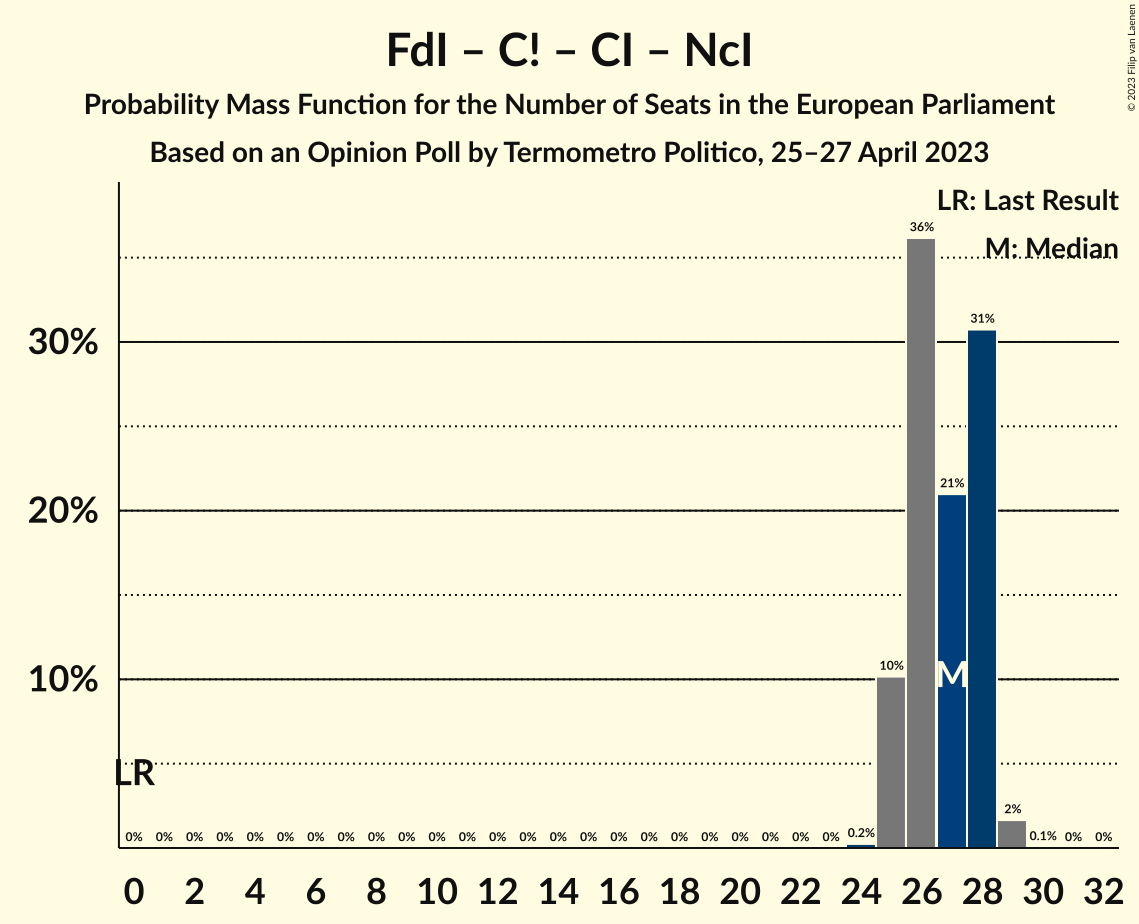 FdI – C! – CI – NcI
Probability Mass Function for the Number of Seats in the European Parliament
Based on an Opinion Poll by Termometro Politico, 25–27 April 2023
© 2023 Filip van Laenen
LR: Last Result
M: Median
30%
20%
10%
36%
31%
21%
10%
M
LR
2%
0% 0% 0% 0% 0% 0% 0% 0% 0% 0% 0% 0% 0% 0% 0% 0% 0% 0% 0% 0% 0% 0% 0% 0% 0.2% 0.1% 0% 0%
0 2 4 6 8 10 12 14 16 18 20 22 24 26 28 30 32